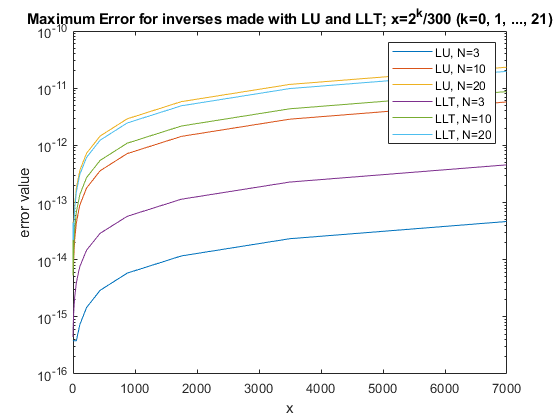 Maximum Error for inverses made with LU and LLT; x=2^k/300 (k=0, 1, ..., 21)
10^-10
10^-11
10^-12
10^-13
10^-14
10^-15
10^-16
error value
LU, N=3
LU, N=10
LU, N=20
LLT, N=3
LLT, N=10
LLT, N=20
0 1000 2000 3000 4000 5000 6000 7000
x